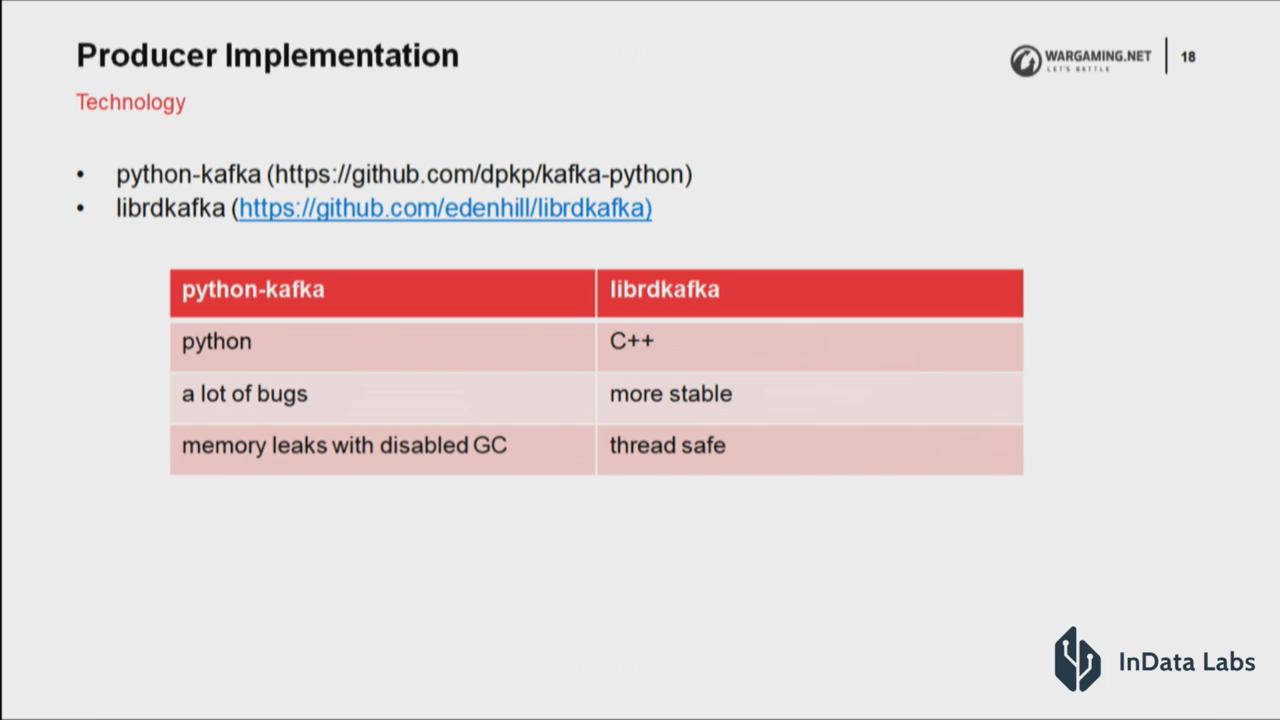 Producer Implementation
WARGAMING.NET
LET'S BATTLE
18
Technology
• python-kafka (https://github.com/dpkp/kafka-python)
• librdkafka (https://github.com/edenhill/librdkafka)
python-kafka librdkafka
python C++
a lot of bugs more stable
memory leaks with disabled GC thread safe
InData Labs